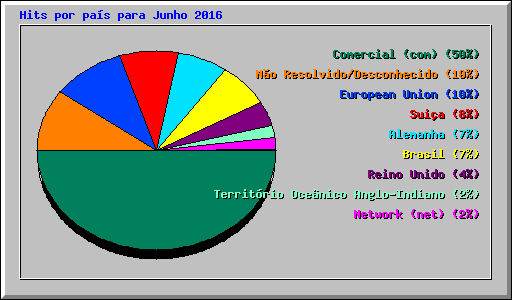 Hits por país para Junho 2016
Comercial (com) (50%)
Não Resolvido/Desconhecido (10%)
European Union (10%)
Suiça (8%)
Alemanha (7%)
Brasil (7%)
Reino Unido (4%)
Território Oceânico Anglo-Indiano (2%)
Network (net) (2%)